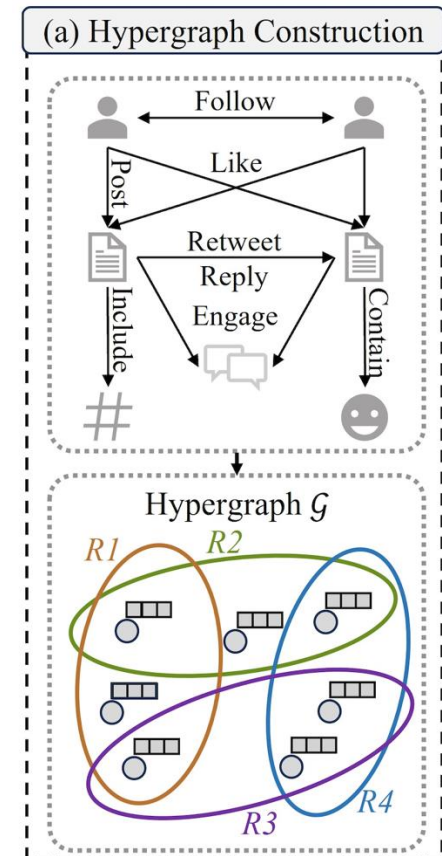 (a) Hypergraph Construction
Follow
Post
Like
Retweet
Reply
Include
Engage
Contain
#
Hypergraph 𝒢
R1
R2
R3
R4